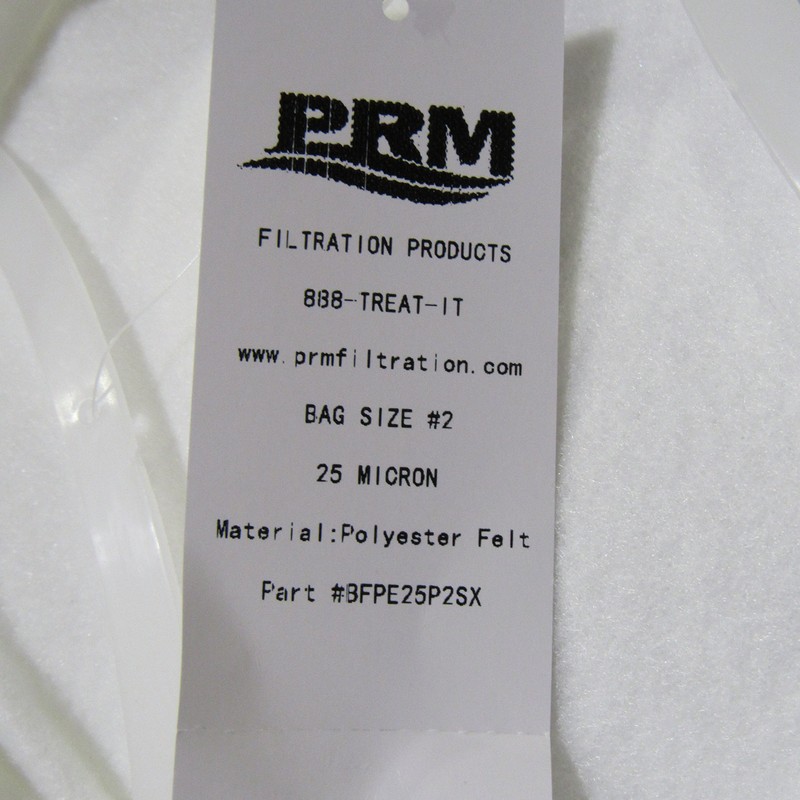 PRM
FILTRATION PRODUCTS
888-TREAT-IT
www.prmfiltration.com
BAG SIZE #2
25 MICRON
Material:Polyester Felt
Part #BFPE25P2SX